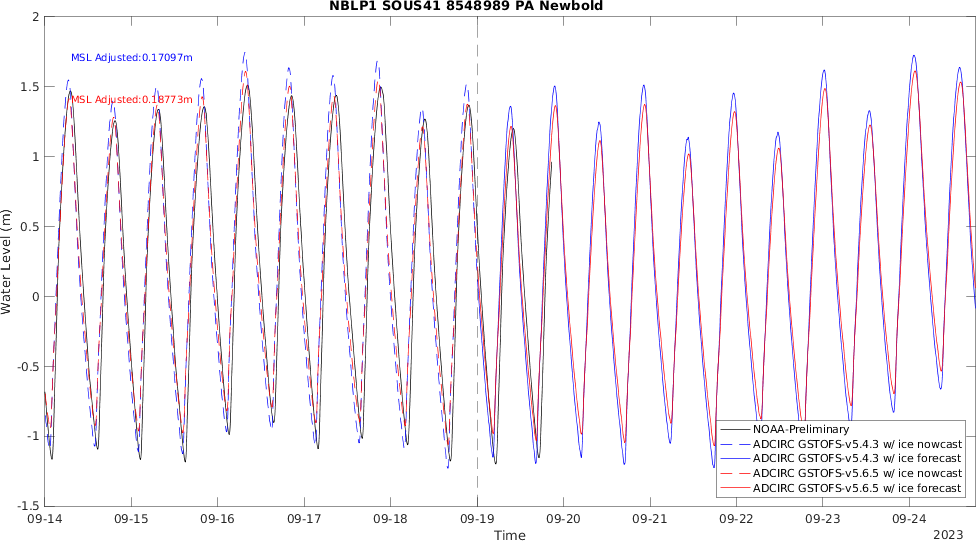 NBLP1 SOUS41 8548989 PA Newbold
Water Level (m)
2
1.5
1
0.5
0
-0.5
-1
-1.5
MSL Adjusted:0.17097m
MSL Adjusted:0.18773m
NOAA-Preliminary
ADCIRC GSTOFS-v5.4.3 w/ ice nowcast
ADCIRC GSTOFS-v5.4.3 w/ ice forecast
ADCIRC GSTOFS-v5.6.5 w/ ice nowcast
ADCIRC GSTOFS-v5.6.5 w/ ice forecast
09-14 09-15 09-16 09-17 09-18 09-19 09-20 09-21 09-22 09-23 09-24
Time
2023